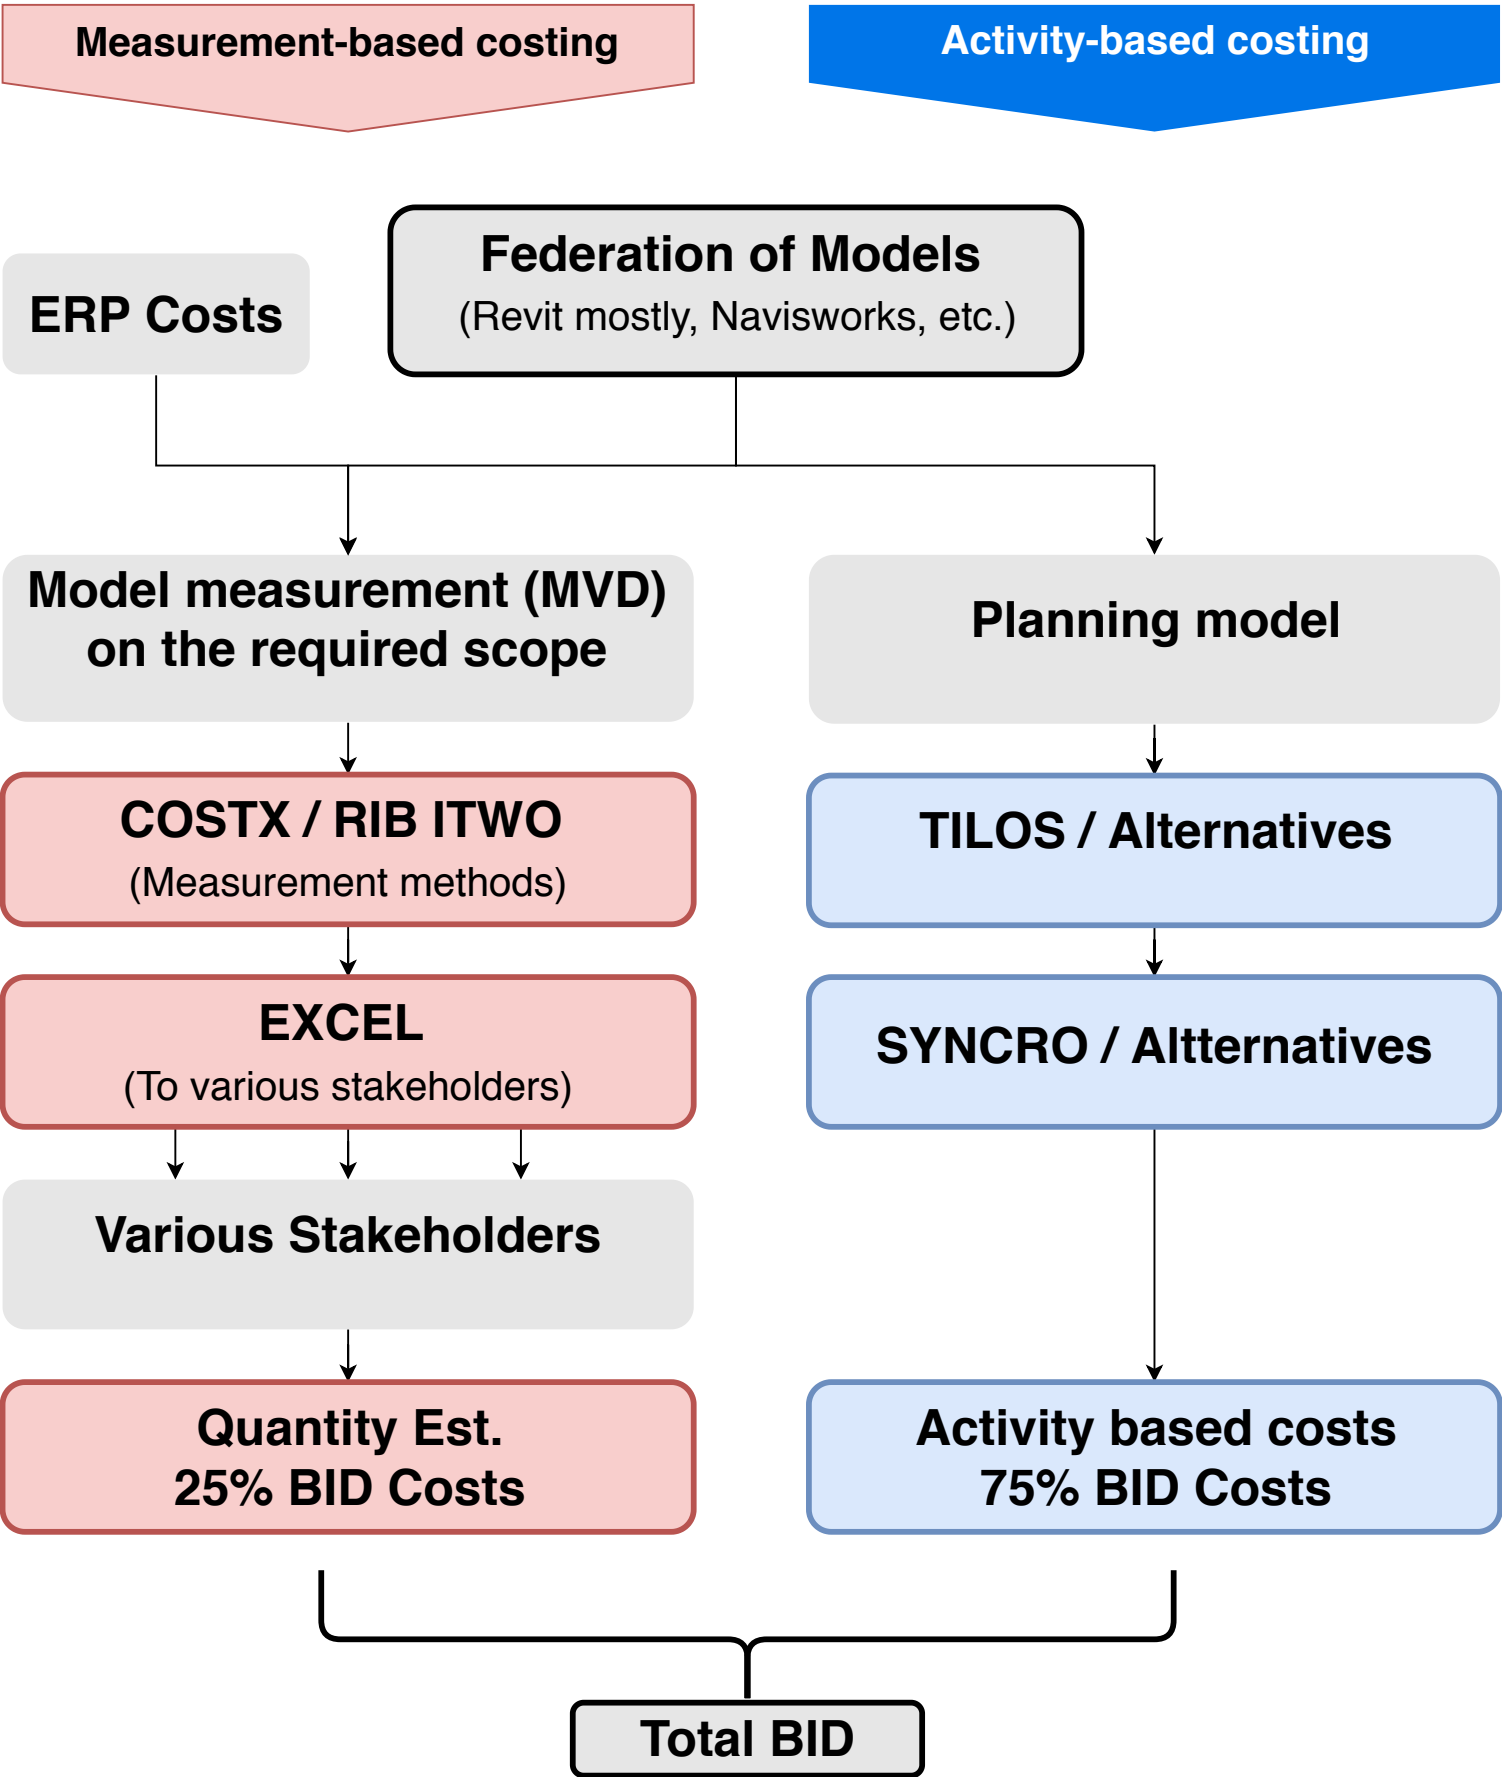 Measurement-based costing
Activity-based costing
Federation of Models
(Revit mostly, Navisworks, etc.)
ERP Costs
Model measurement (MVD)
on the required scope
Planning model
COSTX / RIB ITWO
(Measurement methods)
TILOS / Alternatives
EXCEL
(To various stakeholders)
SYNCRO / Altternatives
Various Stakeholders
Quantity Est.
25% BID Costs
Activity based costs
75% BID Costs
Total BID